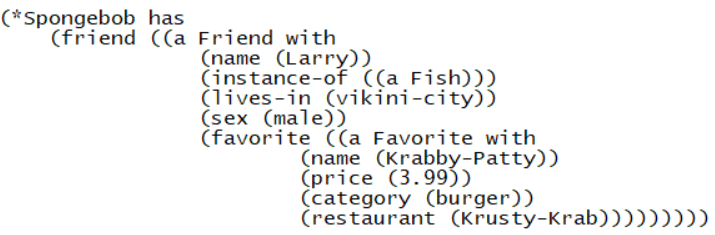 (*Spongebob has
    (friend ((a Friend with
                (name (Larry))
                (instance-of ((a Fish)))
                (lives-in (vikini-city))
                (sex (male))
                (favorite ((a Favorite with
                        (name (Krabby-Patty))
                        (price (3.99))
                        (category (burger))
                        (restaurant (Krusty-Krab)))))))))